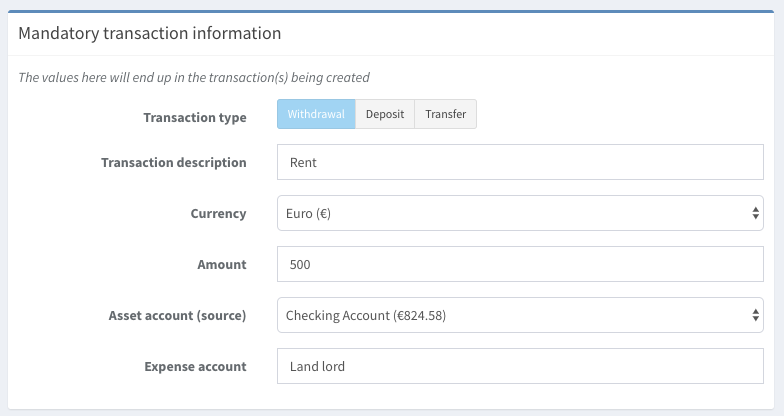 Mandatory transaction information
The values here will end up in the transaction(s) being created
Transaction type Withdrawal Deposit Transfer
Transaction description Rent
Currency Euro (€)
Amount 500
Asset account (source) Checking Account (€824.58)
Expense account Land lord